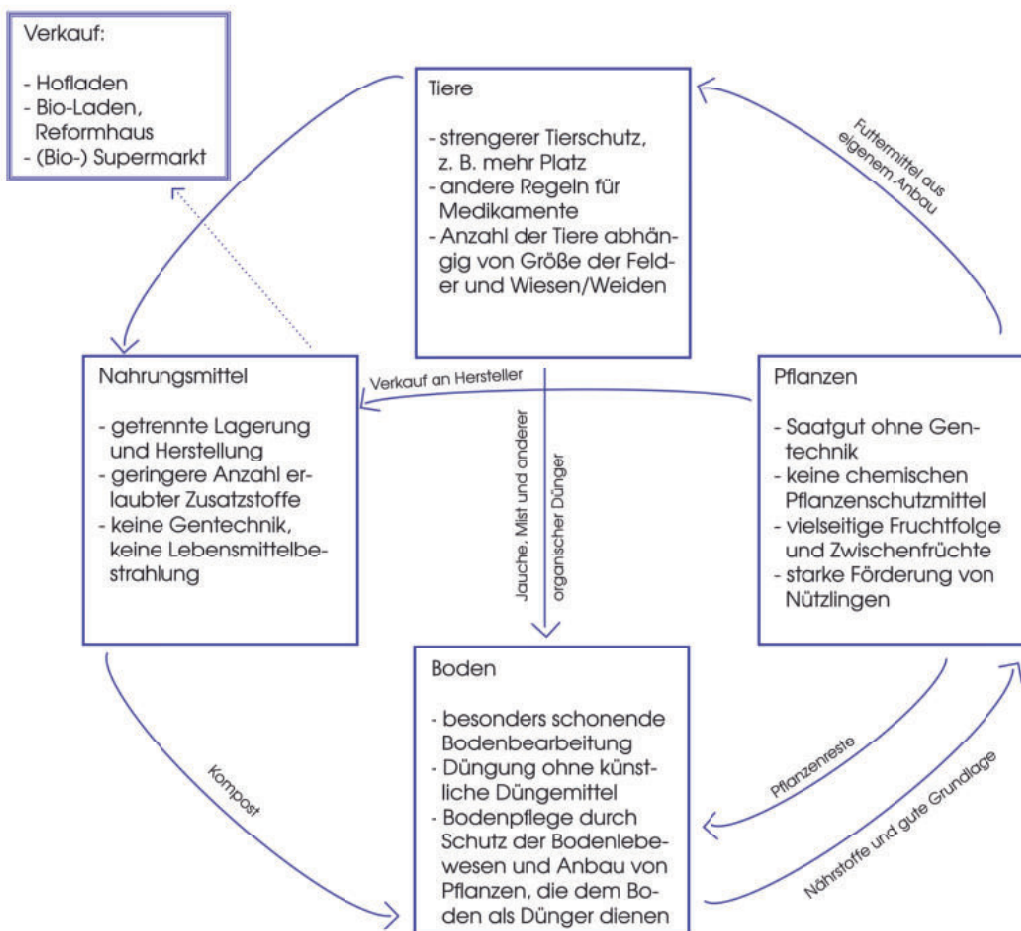 Verkauf:
- Hofladen
- Bio-Laden,
Reformhaus
- (Bio-) Supermarkt
Tiere
- strengerer Tierschutz,
z. B. mehr Platz
- andere Regeln für
Medikamente
- Anzahl der Tiere abhän-
gig von Größe der Feld-
er und Wiesen/Weiden
Futtermittel aus
eigenem Anbau
Nahrungsmittel
- getrennte Lagerung
und Herstellung
- geringere Anzahl er-
laubter Zusatzstoffe
- keine Gentechnik,
keine Lebensmittelbe-
strahlung
Verkauf an Hersteller
Jauche, Mist und anderer
organscher Dünger
Pflanzen
- Saatgut ohne Gen-
technik
- keine chemischen
Pflanzenschutzmittel
- vielseitige Fruchtfolge
und Zwischenfrüchte
- starke Förderung von
Nützlingen
Boden
- besonders schonende
Bodenbearbeitung
- Düngung ohne künst-
liche Düngemittel
- Bodenpflege durch
Schutz der Bodenlebe-
wesen und Anbau von
Pflanzen, die dem Bo-
den als Dünger dienen
Kompost
Pflanzenreste
Nährstoffe und gute Grundlage